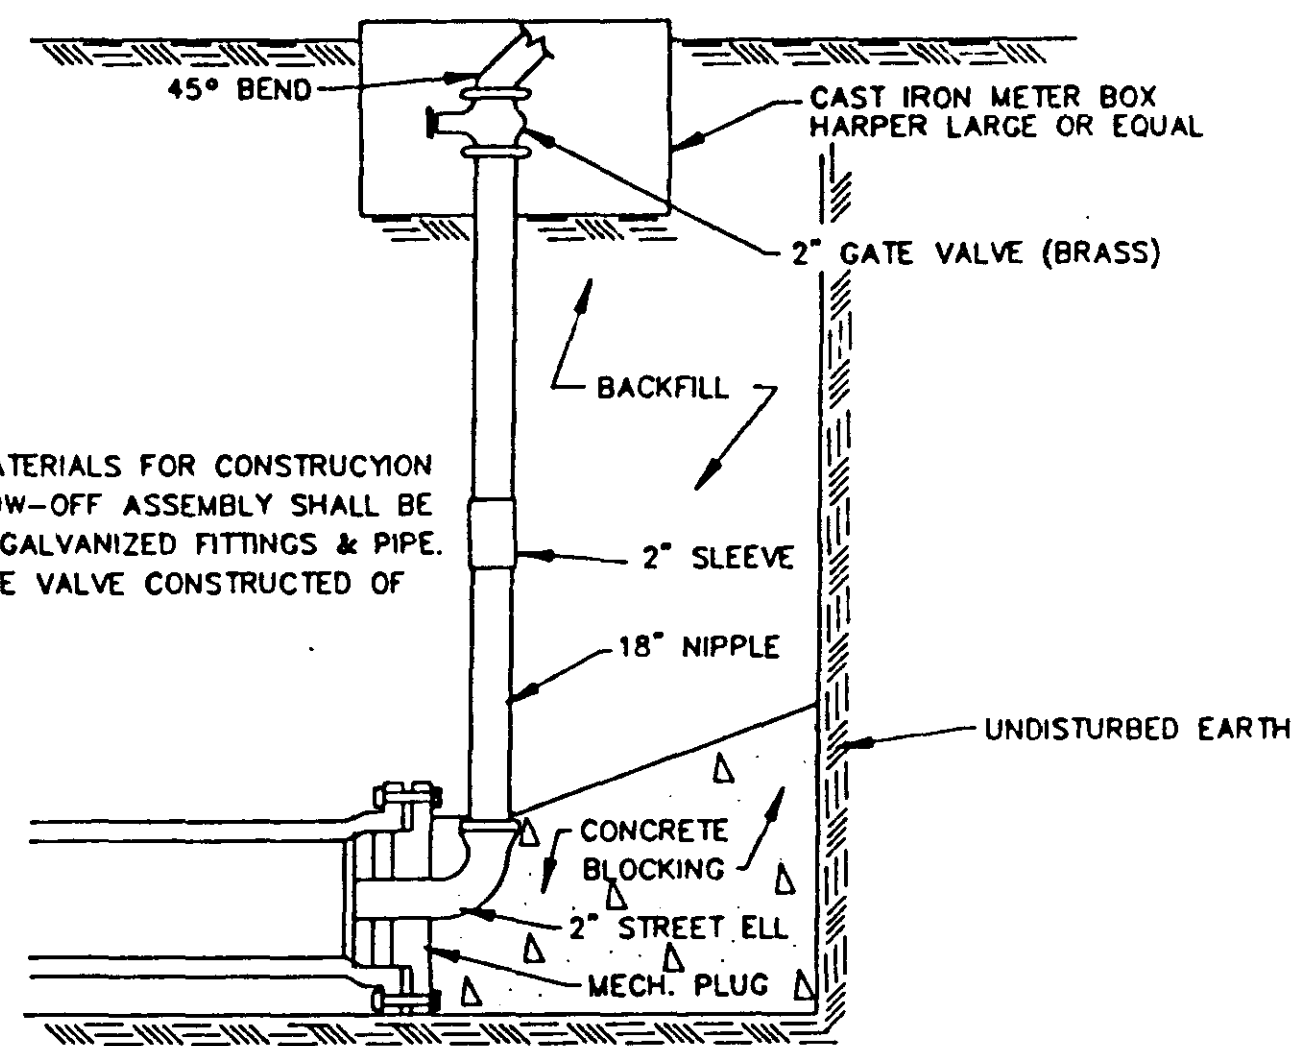 45° BEND
CAST IRON METER BOX
HARPER LARGE OR EQUAL
2" GATE VALVE (BRASS)
BACKFILL
ATERIALS FOR CONSTRUCYION
OW-OFF ASSEMBLY SHALL BE
GALVANIZED FITTINGS & PIPE.
E VALVE CONSTRUCTED OF
2" SLEEVE
18" NIPPLE
UNDISTURBED EARTH
CONCRETE
BLOCKING
2" STREET ELL
MECH. PLUG